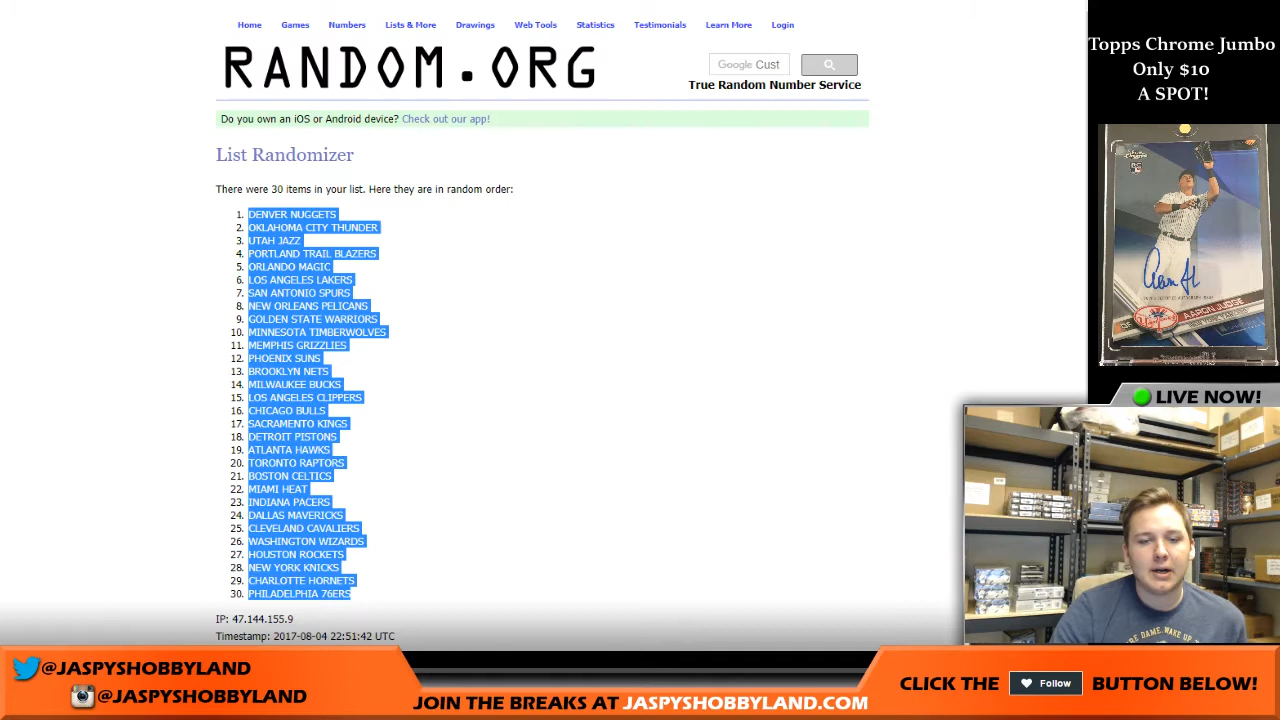 Home Games Numbers Lists & More Drawings Web Tools Statistics Testimonials Learn More Login
RANDOM.ORG
Google Cust
True Random Number Service
Do you own an iOS or Android device? Check out our app!
List Randomizer
There were 30 items in your list. Here they are in random order:
1. DENVER NUGGETS
2. OKLAHOMA CITY THUNDER
3. UTAH JAZZ
4. PORTLAND TRAIL BLAZERS
5. ORLANDO MAGIC
6. LOS ANGELES LAKERS
7. SAN ANTONIO SPURS
8. NEW ORLEANS PELICANS
9. GOLDEN STATE WARRIORS
10. MINNESOTA TIMBERWOLVES
11. MEMPHIS GRIZZLIES
12. PHOENIX SUNS
13. BROOKLYN NETS
14. MILWAUKEE BUCKS
15. LOS ANGELES CLIPPERS
16. CHICAGO BULLS
17. SACRAMENTO KINGS
18. DETROIT PISTONS
19. ATLANTA HAWKS
20. TORONTO RAPTORS
21. BOSTON CELTICS
22. MIAMI HEAT
23. INDIANA PACERS
24. DALLAS MAVERICKS
25. CLEVELAND CAVALIERS
26. WASHINGTON WIZARDS
27. HOUSTON ROCKETS
28. NEW YORK KNICKS
29. CHARLOTTE HORNETS
30. PHILADELPHIA 76ERS
IP: 47.144.155.9
Timestamp: 2017-08-04 22:51:42 UTC
Topps Chrome Jumbo
Only $10
A SPOT!
AARON JUDGE
LIVE NOW!
@JASPYSHOBBYLAND
@JASPYSHOBBYLAND
JOIN THE BREAKS AT JASPYSHOBBYLAND.COM
CLICK THE Follow BUTTON BELOW!